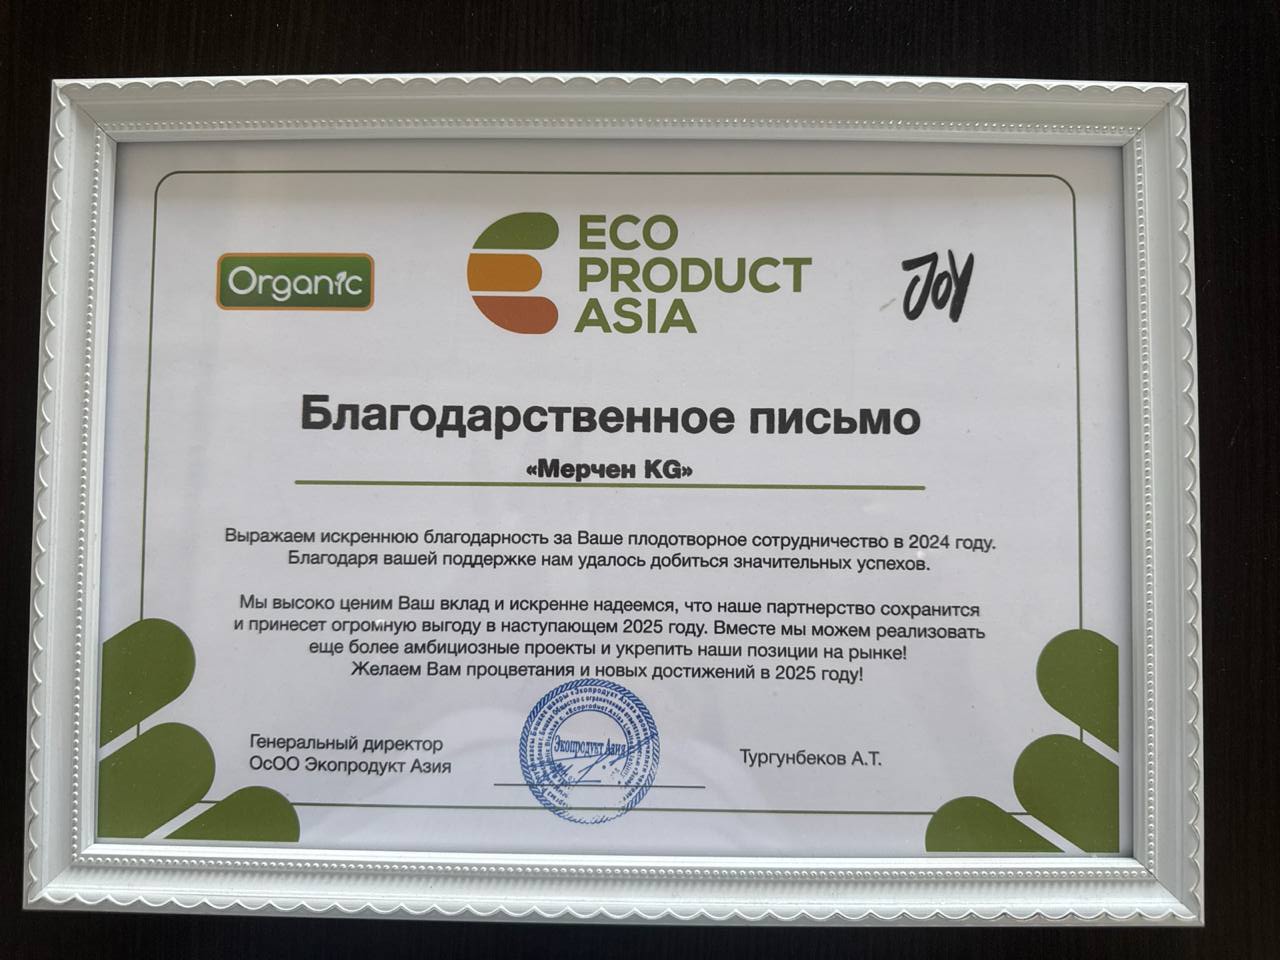 Organic
ECO
PRODUCT
ASIA
JOY
Благодарственное письмо
«Мерчен KG»
Выражаем искреннюю благодарность за Ваше плодотворное сотрудничество в 2024 году.
Благодаря вашей поддержке нам удалось добиться значительных успехов.
Мы высоко ценим Ваш вклад и искренне надеемся, что наше партнерство сохранится
и принесет огромную выгоду в наступающем 2025 году. Вместе мы можем реализовать
еще более амбициозные проекты и укрепить наши позиции на рынке!
Желаем Вам процветания и новых достижений в 2025 году!
Генеральный директор
ОсОО Экопродукт Азия
Экопродукт Азия
Тургунбеков А.Т.